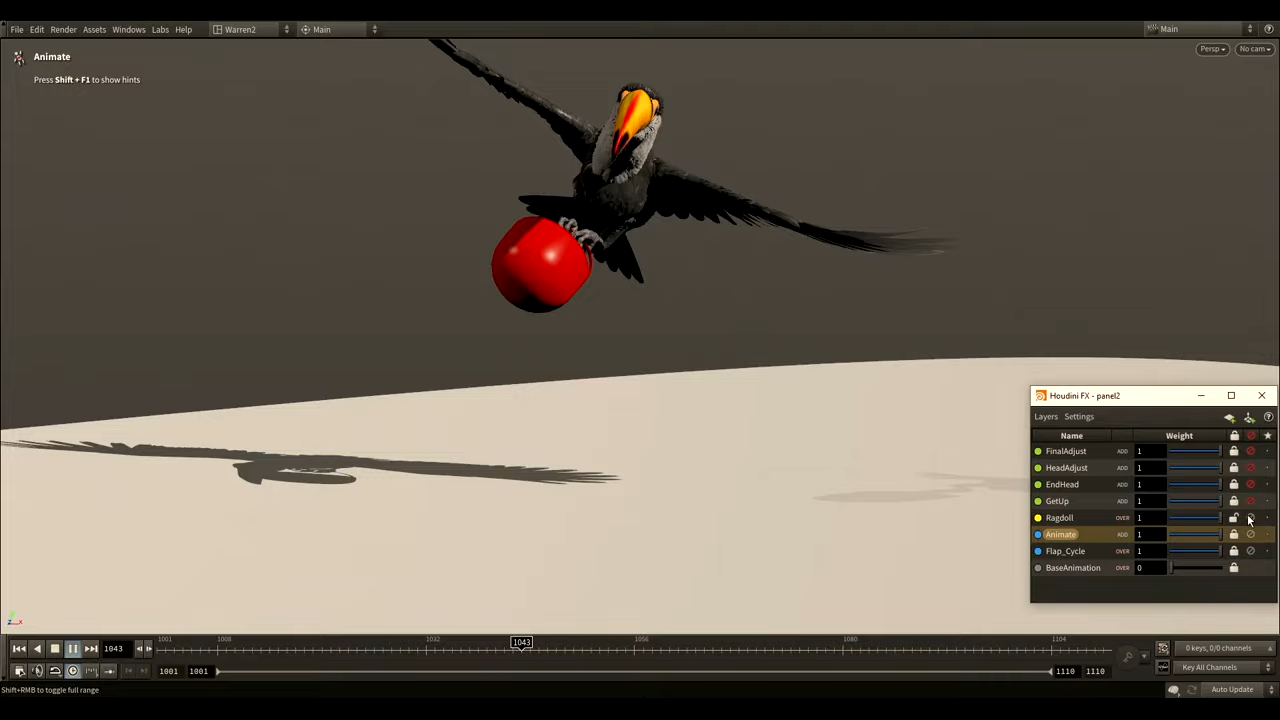 File Edit Render Assets Windows Labs Help Warren2 Main Main
Animate
Persp No cam
Press Shift + F1 to show hints
Houdini FX - panel2
Layers Settings
Name Weight
FinalAdjust ADD 1
HeadAdjust ADD 1
EndHead ADD 1
GetUp ADD 1
Ragdoll OVER 1
Animate ADD 1
Flap_Cycle OVER 1
BaseAnimation OVER 0
z x
1001 1008 1032 1043 1056 1080 1104
1043
0 keys, 0/0 channels
1001 1001 1110 1110
Key All Channels
Shift+RMB to toggle full range
Auto Update